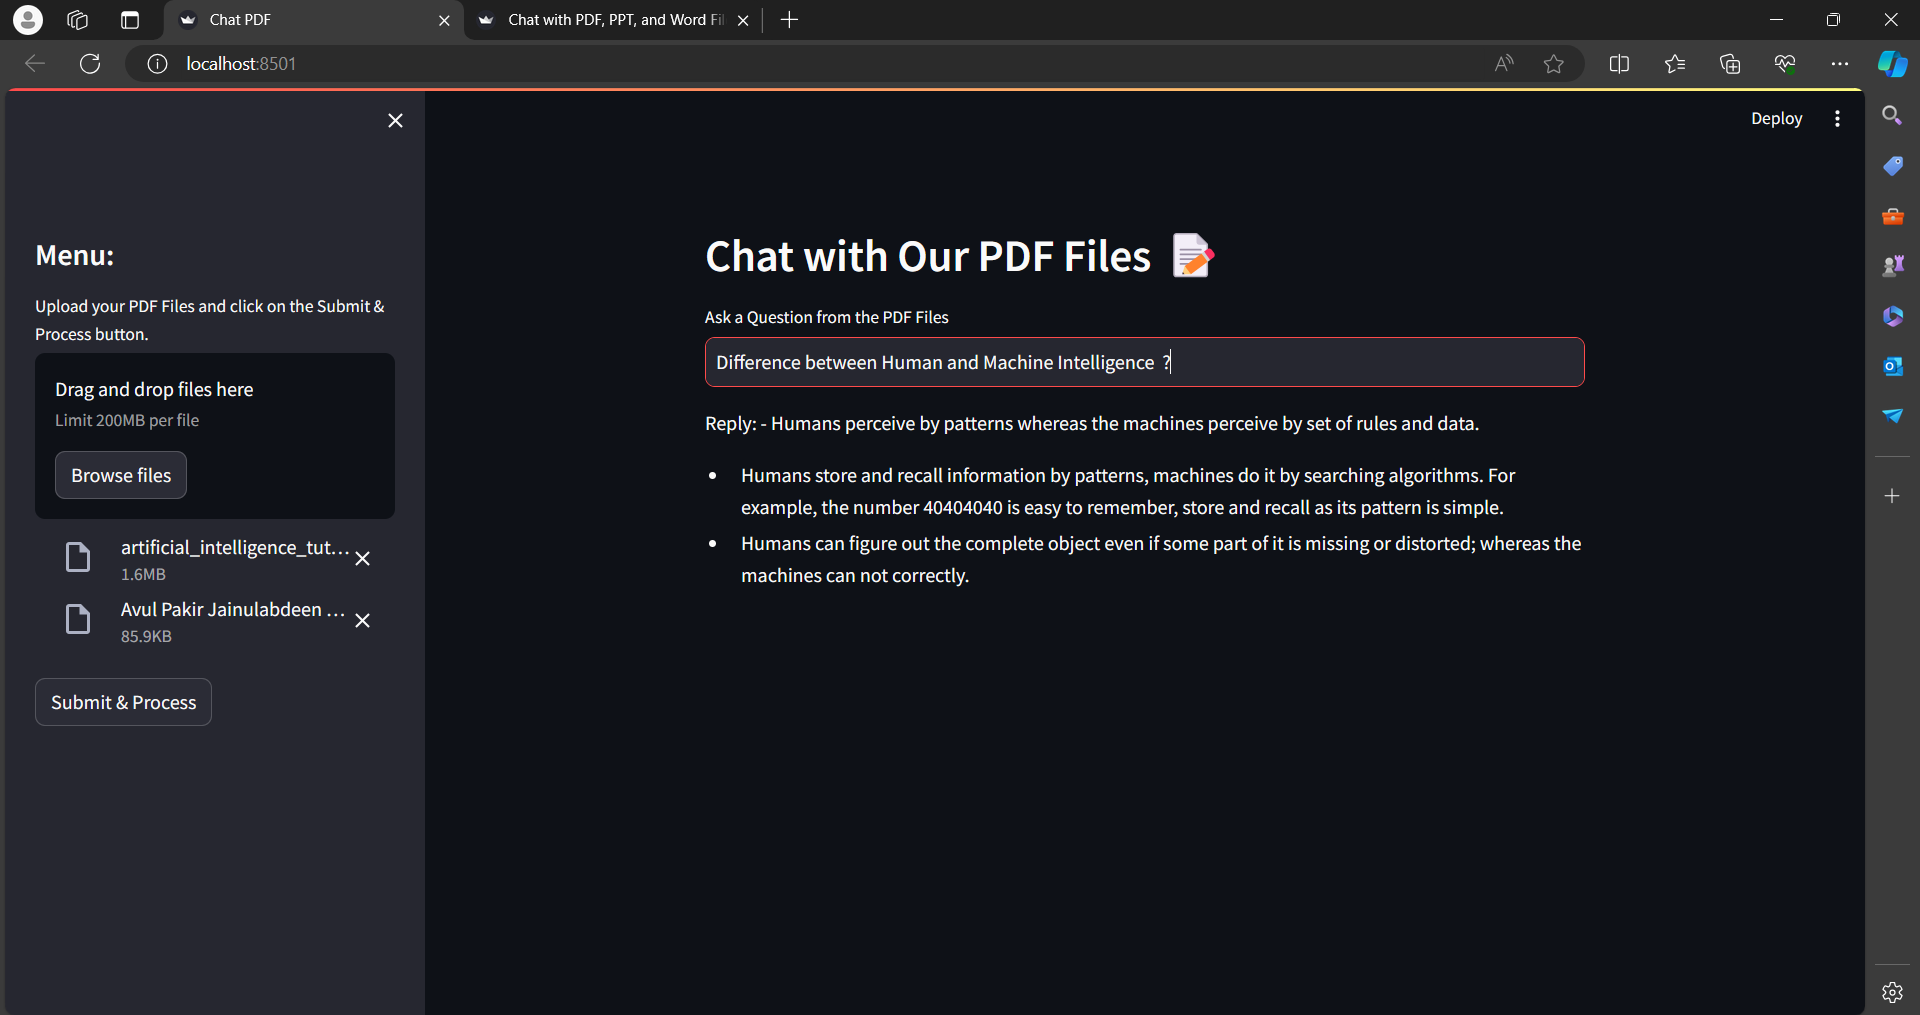 Chat PDF
Chat with PDF, PPT, and Word Fil
localhost:8501
Deploy
Menu:
Upload your PDF Files and click on the Submit &
Process button.
Drag and drop files here
Limit 200MB per file
Browse files
artificial_intelligence_tut...
1.6MB
Avul Pakir Jainulabdeen ...
85.9KB
Submit & Process
Chat with Our PDF Files
Ask a Question from the PDF Files
Difference between Human and Machine Intelligence ?
Reply: - Humans perceive by patterns whereas the machines perceive by set of rules and data.
• Humans store and recall information by patterns, machines do it by searching algorithms. For
example, the number 40404040 is easy to remember, store and recall as its pattern is simple.
• Humans can figure out the complete object even if some part of it is missing or distorted; whereas the
machines can not correctly.